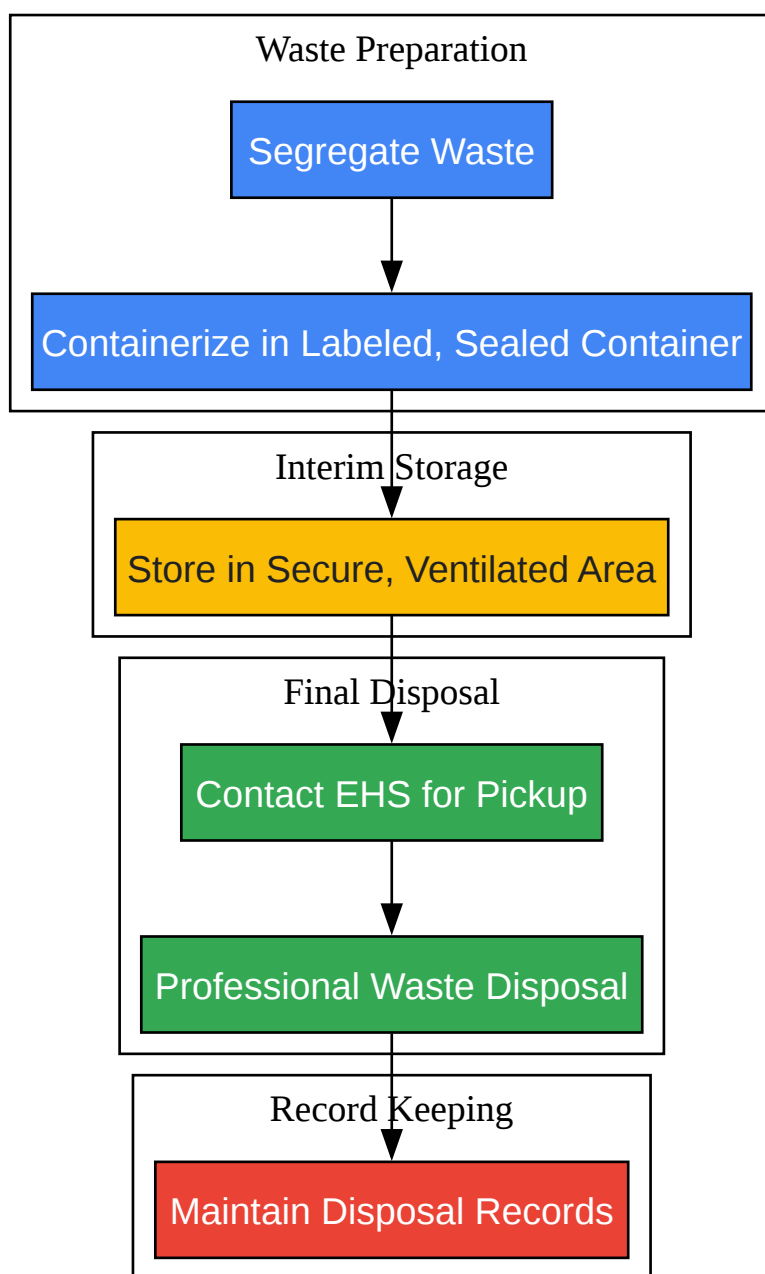 Waste Preparation
Segregate Waste
Containerize in Labeled, Sealed Container
Interim Storage
Store in Secure, Ventilated Area
Final Disposal
Contact EHS for Pickup
Professional Waste Disposal
Record Keeping
Maintain Disposal Records